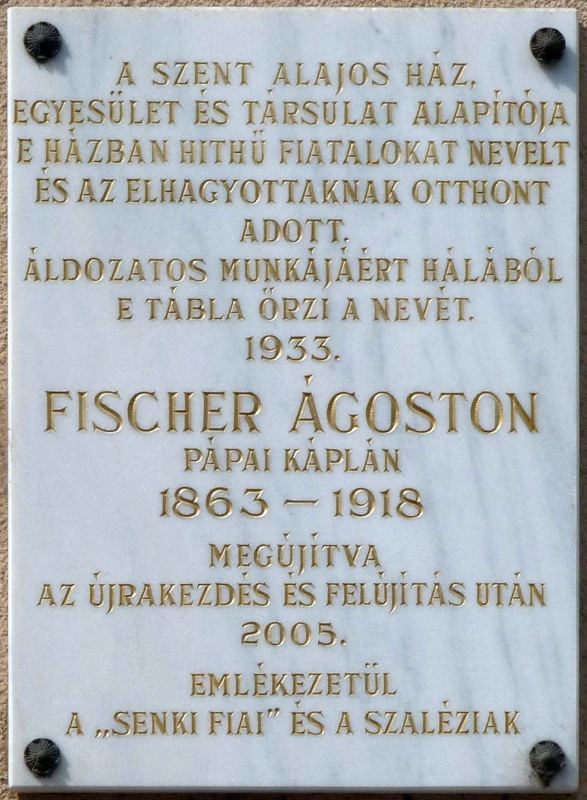 A SZENT ALAJOS HÁZ,
EGYESÜLET ÉS TÁRSULAT ALAPÍTÓJA
E HÁZBAN HITHŰ FIATALOKAT NEVELT
ÉS AZ ELHAGYOTTAKNAK OTTHONT
ADOTT.
ÁLDOZATOS MUNKÁJÁÉRT HÁLÁBÓL
E TÁBLA ŐRZI A NEVÉT.
1933.
FISCHER ÁGOSTON
PÁPAI KÁPLÁN
1863 – 1918
MEGÚJÍTVA
AZ ÚJRAKEZDÉS ÉS FELÚJÍTÁS UTÁN
2005.
EMLÉKEZETÜL
A „SENKI FIAI” ÉS A SZALÉZIAK